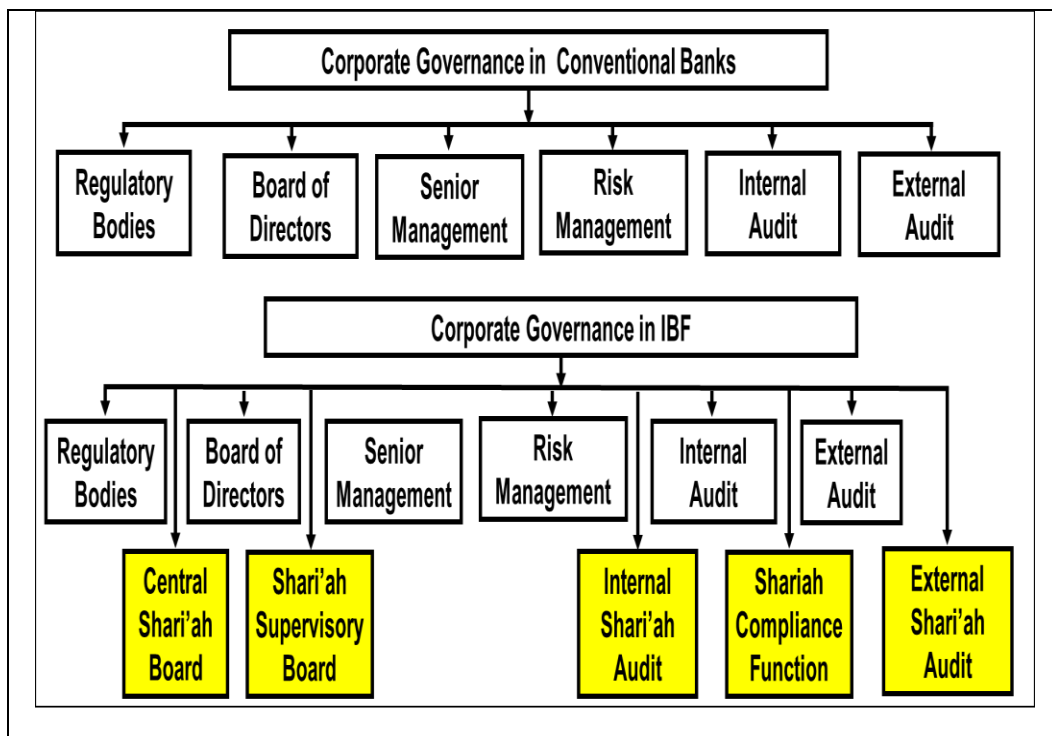 Corporate Governance in Conventional Banks
Regulatory
Bodies
Board of
Directors
Senior
Management
Risk
Management
Internal
Audit
External
Audit
Corporate Governance in IBF
Regulatory
Bodies
Board of
Directors
Senior
Management
Risk
Management
Internal
Audit
External
Audit
Central
Shari'ah
Board
Shari'ah
Supervisory
Board
Internal
Shari'ah
Audit
Shariah
Compliance
Function
External
Shari'ah
Audit